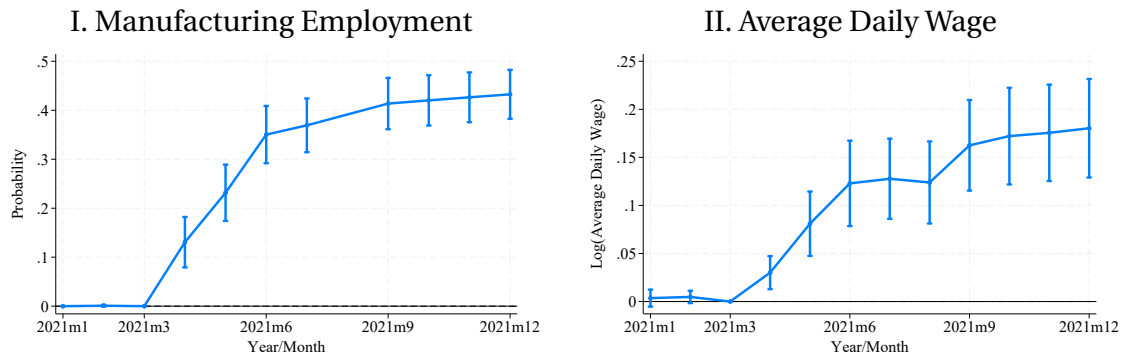 I. Manufacturing Employment
Probability
.5
.4
.3
.2
.1
0
2021m1 2021m3 2021m6 2021m9 2021m12
Year/Month
II. Average Daily Wage
Log(Average Daily Wage)
.25
.2
.15
.1
.05
0
2021m1 2021m3 2021m6 2021m9 2021m12
Year/Month